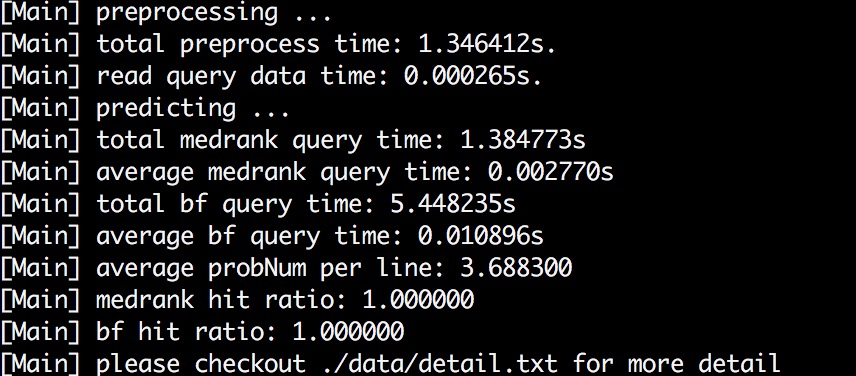 [Main] preprocessing ...
[Main] total preprocess time: 1.346412s.
[Main] read query data time: 0.000265s.
[Main] predicting ...
[Main] total medrank query time: 1.384773s
[Main] average medrank query time: 0.002770s
[Main] total bf query time: 5.448235s
[Main] average bf query time: 0.010896s
[Main] average probNum per line: 3.688300
[Main] medrank hit ratio: 1.000000
[Main] bf hit ratio: 1.000000
[Main] please checkout ./data/detail.txt for more detail